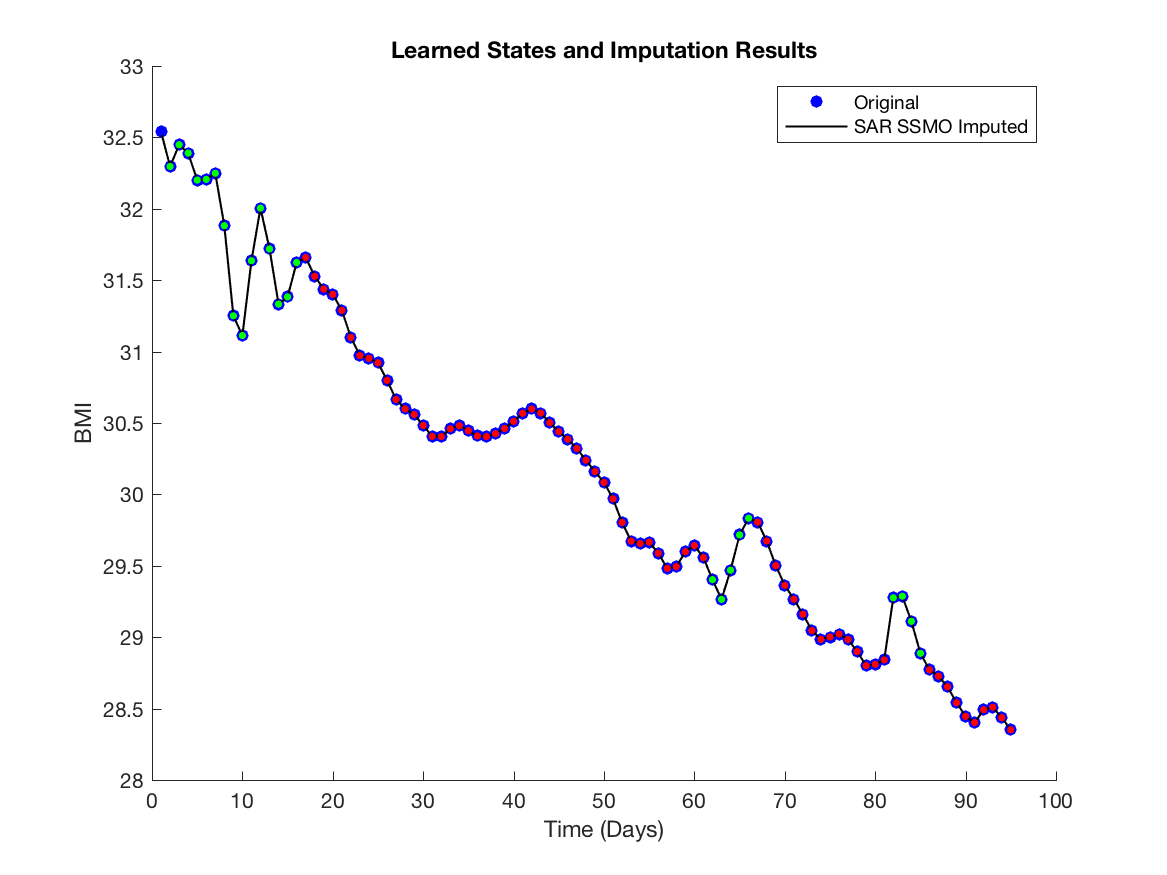 Learned States and Imputation Results
Original
SAR SSMO Imputed
33
32.5
32
31.5
31
30.5
30
29.5
29
28.5
28
BMI
0 10 20 30 40 50 60 70 80 90 100
Time (Days)